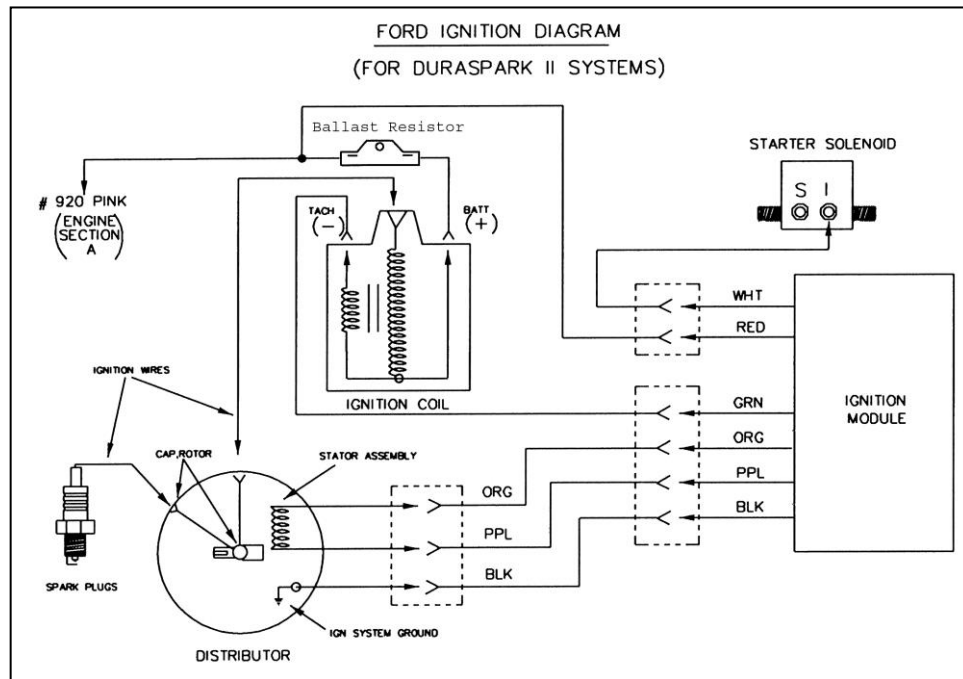 FORD IGNITION DIAGRAM
(FOR DURASPARK II SYSTEMS)
Ballast Resistor
STARTER SOLENOID
S I
# 920 PINK
(ENGINE
SECTION
A)
TACH
(-)
BATT
(+)
WHT
RED
IGNITION WIRES
IGNITION COIL
GRN
IGNITION
MODULE
ORG
CAP,ROTOR
STATOR ASSEMBLY
PPL
ORG
BLK
PPL
BLK
SPARK PLUGS
IGN SYSTEM GROUND
DISTRIBUTOR